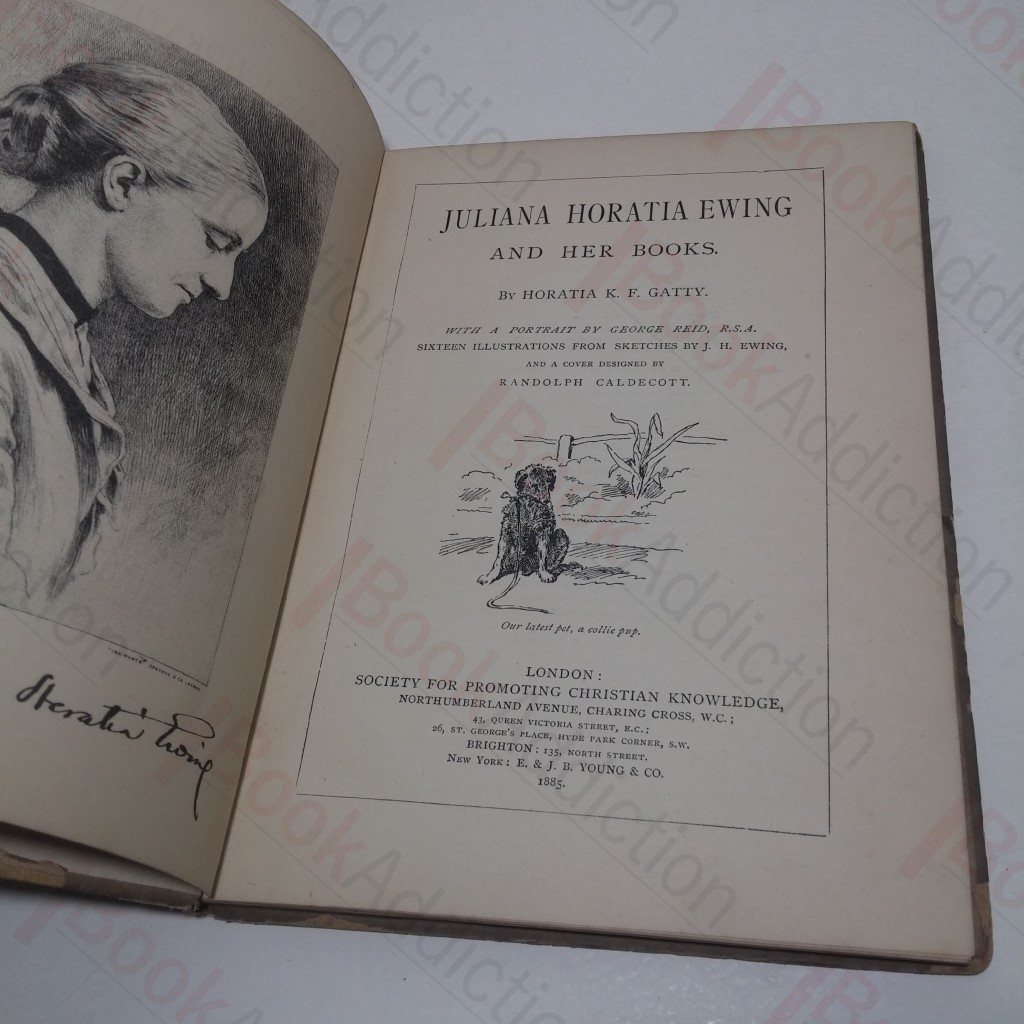 Horatia Ewing
JULIANA HORATIA EWING
AND HER BOOKS.
By HORATIA K. F. GATTY.
WITH A PORTRAIT BY GEORGE REID, R.S.A.
SIXTEEN ILLUSTRATIONS FROM SKETCHES BY J. H. EWING,
AND A COVER DESIGNED BY
RANDOLPH CALDECOTT.
Our latest pet, a collie pup.
LONDON:
SOCIETY FOR PROMOTING CHRISTIAN KNOWLEDGE,
NORTHUMBERLAND AVENUE, CHARING CROSS, W.C.;
43, QUEEN VICTORIA STREET, E.C.;
26, ST. GEORGE'S PLACE, HYDE PARK CORNER, S.W.
BRIGHTON: 135, NORTH STREET.
New York: E. & J. B. YOUNG & CO.
1885.
BookAddiction